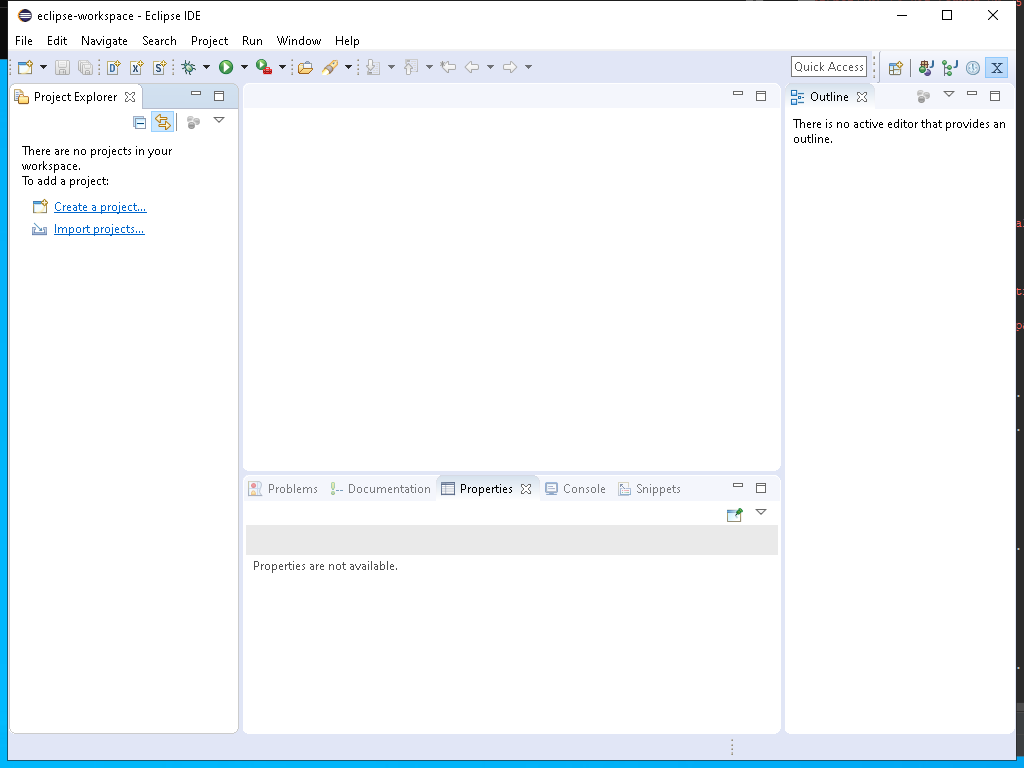 eclipse-workspace - Eclipse IDE
File Edit Navigate Search Project Run Window Help
Quick Access
Project Explorer
There are no projects in your
workspace.
To add a project:
Create a project...
Import projects...
Outline
There is no active editor that provides an
outline.
Problems Documentation Properties Console Snippets
Properties are not available.